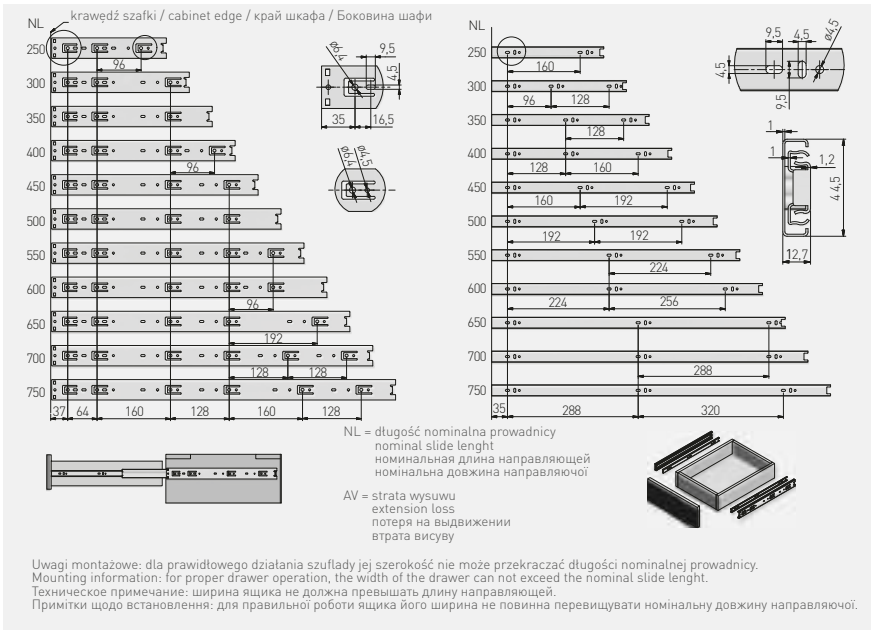 krawędź szafki / cabinet edge / край шкафа / Боковина шафи
NL
250
96
300
350
400
96
450
500
550
600
96
650
192
700
128 128
750
37 64 160 128 160 128
ø6,4
9,5
4,5
35 16,5
ø6,4
ø4,5
NL
250
160
300
96 128
350
128
400
128 160
450
160 192
500
192 192
550
224
600
224 256
650
700
288
750
35 288 320
9,5 4,5 ø4,5
4,5
9,5
1
1
1,2
44,5
12,7
NL = długość nominalna prowadnicy
nominal slide lenght
номинальная длина направляющей
номінальна довжина направляючої
AV = strata wysuwu
extension loss
потеря на выдвижении
втрата висуву
Uwagi montażowe: dla prawidłowego działania szuflady jej szerokość nie może przekraczać długości nominalnej prowadnicy.
Mounting information: for proper drawer operation, the width of the drawer can not exceed the nominal slide lenght.
Техническое примечание: ширина ящика не должна превышать длину направляющей.
Примітки щодо встановлення: для правильної роботи ящика його ширина не повинна перевищувати номінальну довжину направляючої.